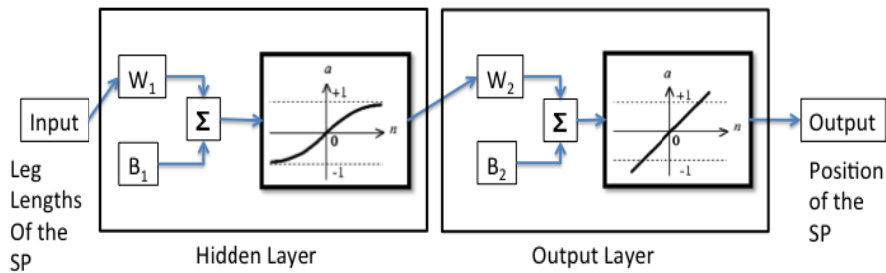 Input
Leg
Lengths
Of the
SP
W1
B1
Σ
a
+1
0
n
-1
Hidden Layer
W2
B2
Σ
a
+1
0
n
-1
Output Layer
Output
Position
of the
SP